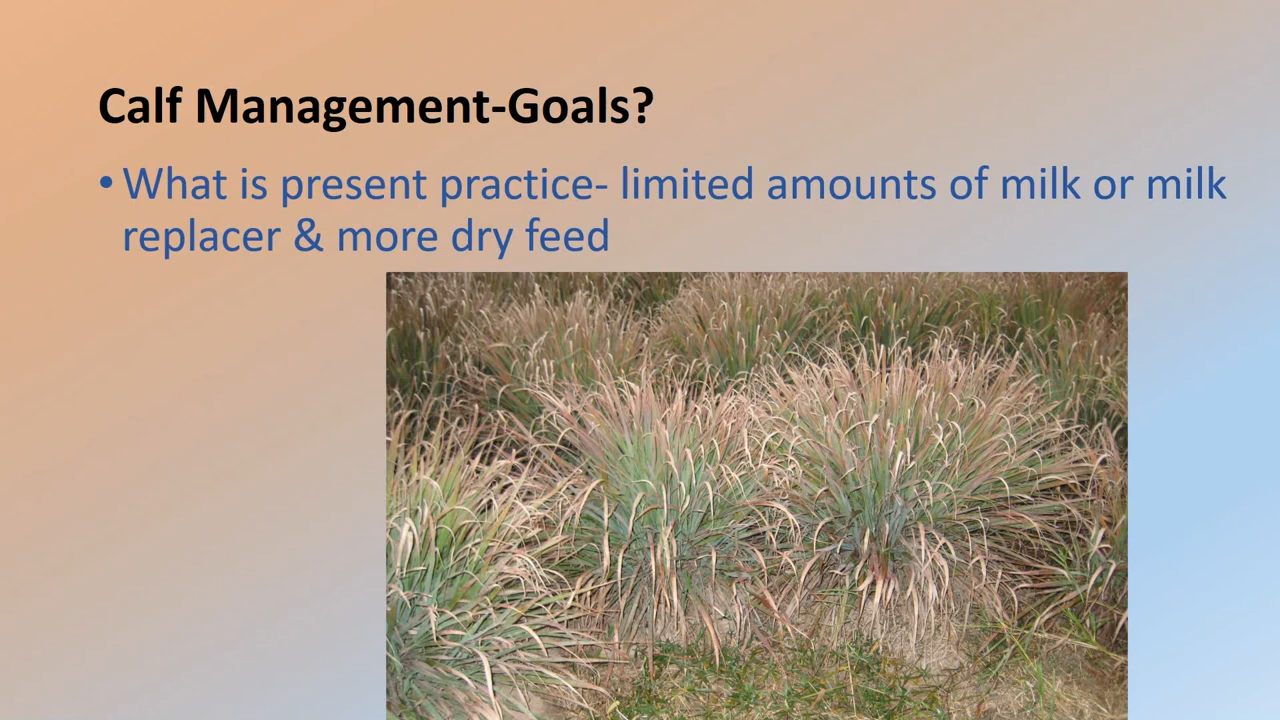 Calf Management-Goals?
• What is present practice- limited amounts of milk or milk
replacer & more dry feed